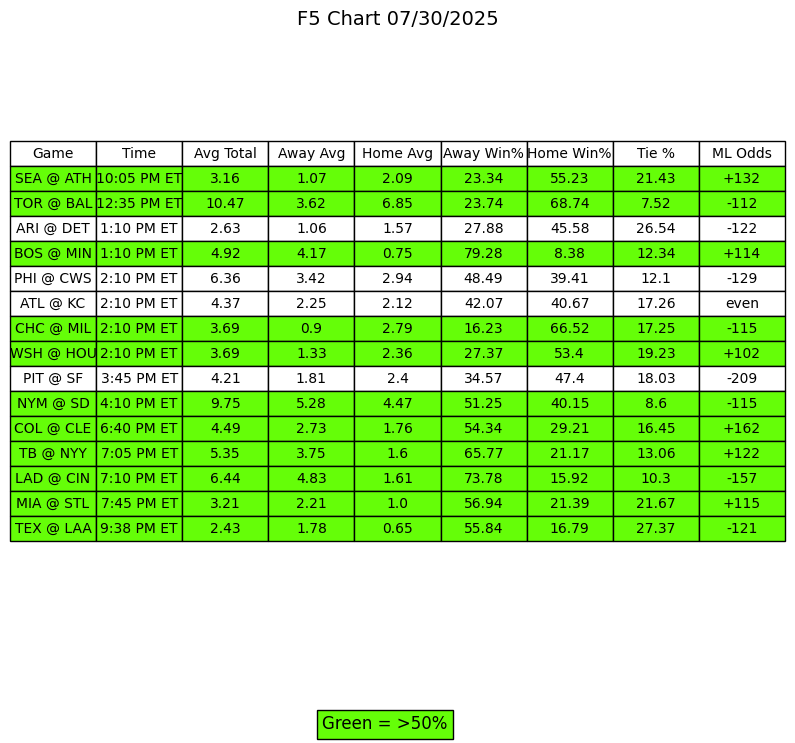 F5 Chart 07/30/2025
Game Time Avg Total Away Avg Home Avg Away Win% Home Win% Tie % ML Odds
SEA @ ATH 10:05 PM ET 3.16 1.07 2.09 23.34 55.23 21.43 +132
TOR @ BAL 12:35 PM ET 10.47 3.62 6.85 23.74 68.74 7.52 -112
ARI @ DET 1:10 PM ET 2.63 1.06 1.57 27.88 45.58 26.54 -122
BOS @ MIN 1:10 PM ET 4.92 4.17 0.75 79.28 8.38 12.34 +114
PHI @ CWS 2:10 PM ET 6.36 3.42 2.94 48.49 39.41 12.1 -129
ATL @ KC 2:10 PM ET 4.37 2.25 2.12 42.07 40.67 17.26 even
CHC @ MIL 2:10 PM ET 3.69 0.9 2.79 16.23 66.52 17.25 -115
WSH @ HOU 2:10 PM ET 3.69 1.33 2.36 27.37 53.4 19.23 +102
PIT @ SF 3:45 PM ET 4.21 1.81 2.4 34.57 47.4 18.03 -209
NYM @ SD 4:10 PM ET 9.75 5.28 4.47 51.25 40.15 8.6 -115
COL @ CLE 6:40 PM ET 4.49 2.73 1.76 54.34 29.21 16.45 +162
TB @ NYY 7:05 PM ET 5.35 3.75 1.6 65.77 21.17 13.06 +122
LAD @ CIN 7:10 PM ET 6.44 4.83 1.61 73.78 15.92 10.3 -157
MIA @ STL 7:45 PM ET 3.21 2.21 1.0 56.94 21.39 21.67 +115
TEX @ LAA 9:38 PM ET 2.43 1.78 0.65 55.84 16.79 27.37 -121
Green = >50%